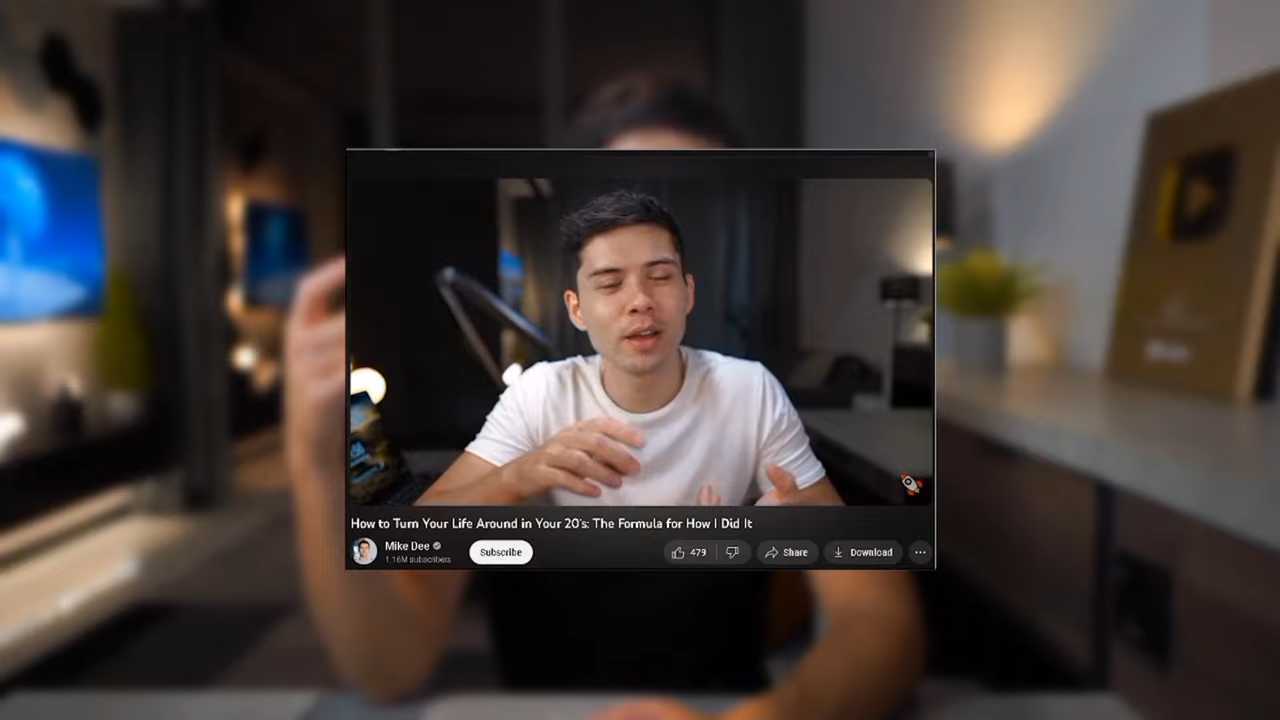 How to Turn Your Life Around in Your 20's: The Formula for How I Did It
Mike Dee
1.16M subscribers
Subscribe
479
Share
Download